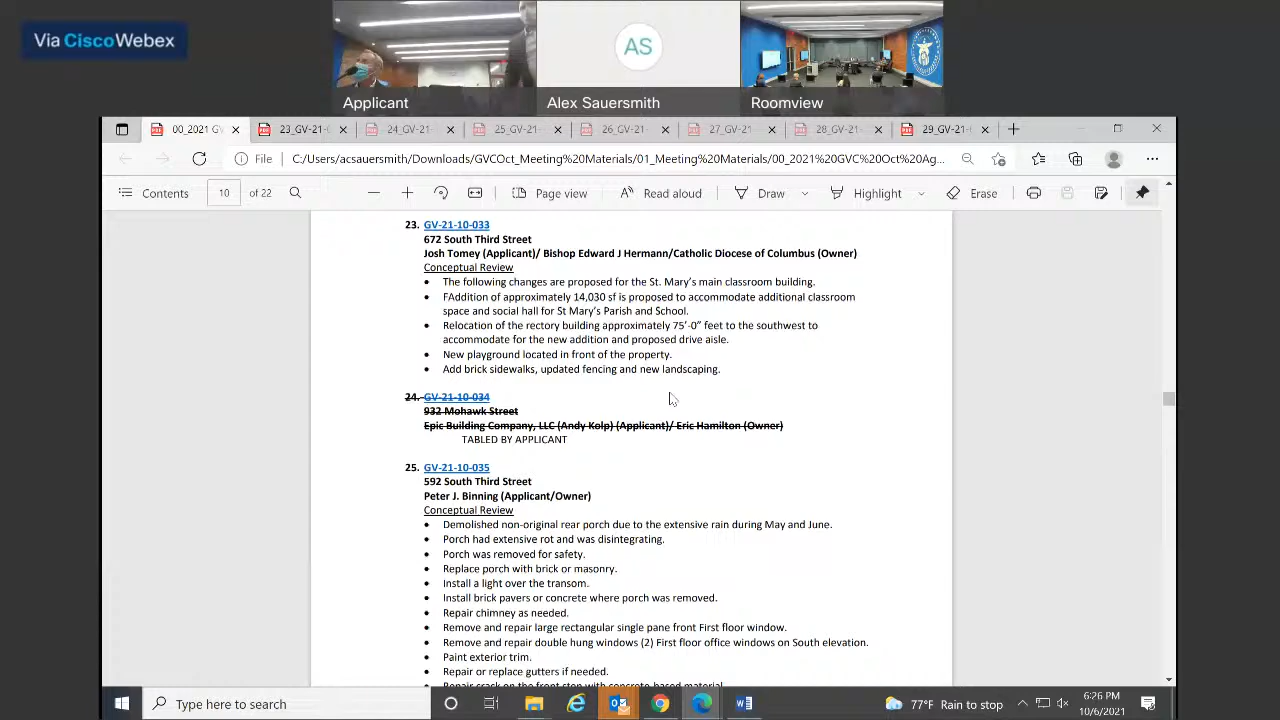 Via CiscoWebex
AS
Applicant
Alex Sauersmith
Roomview
00_2021 G
23_GV-21-
24_GV-21-
25_GV-21-
26_GV-21-
27_GV-21-
28_GV-21-
29_GV-21-
File
C:/Users/acsauersmith/Downloads/GVCOct_Meeting%20Materials/01_Meeting%20Materials/00_2021%20GVC%20Oct%20Ag...
Contents
10
of 22
Page view
Read aloud
Draw
Highlight
Erase
23. GV-21-10-033
672 South Third Street
Josh Tomey (Applicant)/ Bishop Edward J Hermann/Catholic Diocese of Columbus (Owner)
Conceptual Review
• The following changes are proposed for the St. Mary's main classroom building.
• FAddition of approximately 14,030 sf is proposed to accommodate additional classroom
space and social hall for St Mary's Parish and School.
• Relocation of the rectory building approximately 75'-0" feet to the southwest to
accommodate for the new addition and proposed drive aisle.
• New playground located in front of the property.
• Add brick sidewalks, updated fencing and new landscaping.
24. GV-21-10-034
932 Mohawk Street
Epic Building Company, LLC (Andy Kolp) (Applicant)/ Eric Hamilton (Owner)
TABLED BY APPLICANT
25. GV-21-10-035
592 South Third Street
Peter J. Binning (Applicant/Owner)
Conceptual Review
• Demolished non-original rear porch due to the extensive rain during May and June.
• Porch had extensive rot and was disintegrating.
• Porch was removed for safety.
• Replace porch with brick or masonry.
• Install a light over the transom.
• Install brick pavers or concrete where porch was removed.
• Repair chimney as needed.
• Remove and repair large rectangular single pane front First floor window.
• Remove and repair double hung windows (2) First floor office windows on South elevation.
• Paint exterior trim.
• Repair or replace gutters if needed.
• Repair crack on the front step with concrete-based material.
Type here to search
77°F Rain to stop
6:26 PM
10/6/2021